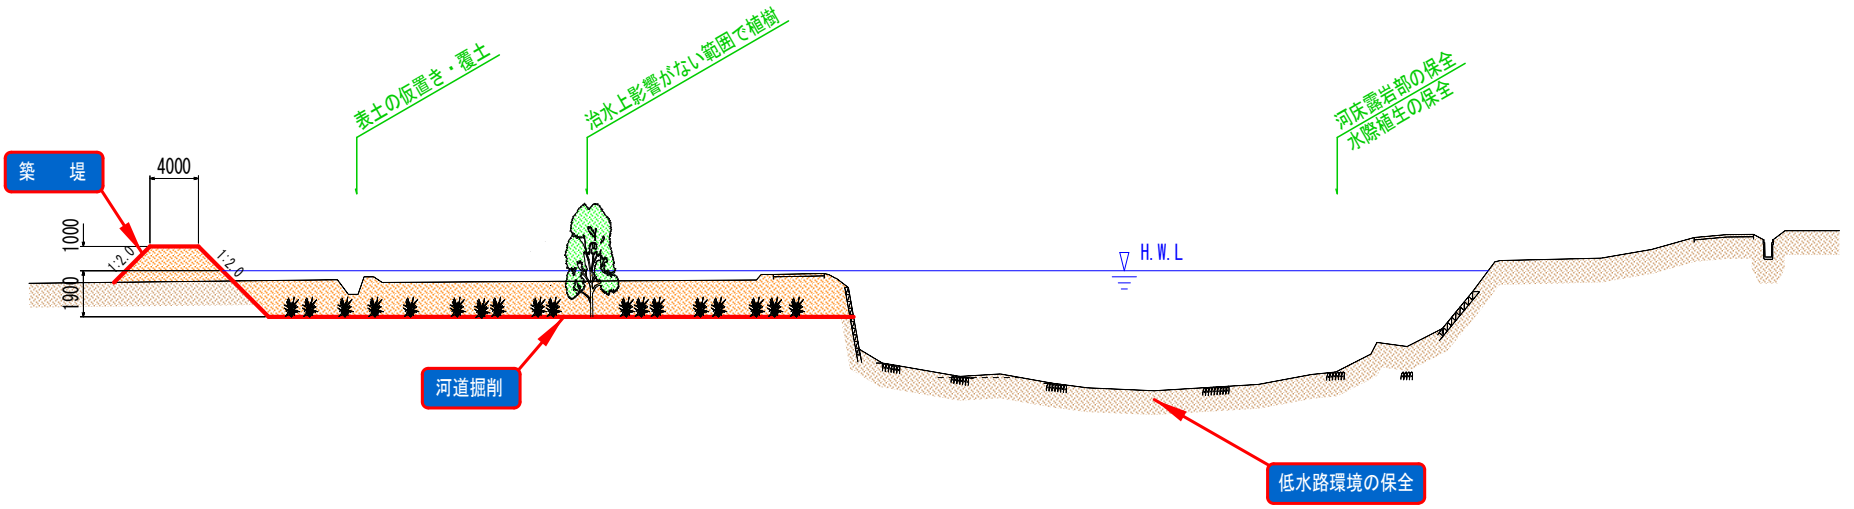 表土の仮置き・覆土
治水上影響がない範囲で植樹
河床露岩部の保全
水際植生の保全
築　堤
4000
1000
1900
1:2.0
1:2.0
H.W.L
河道掘削
低水路環境の保全